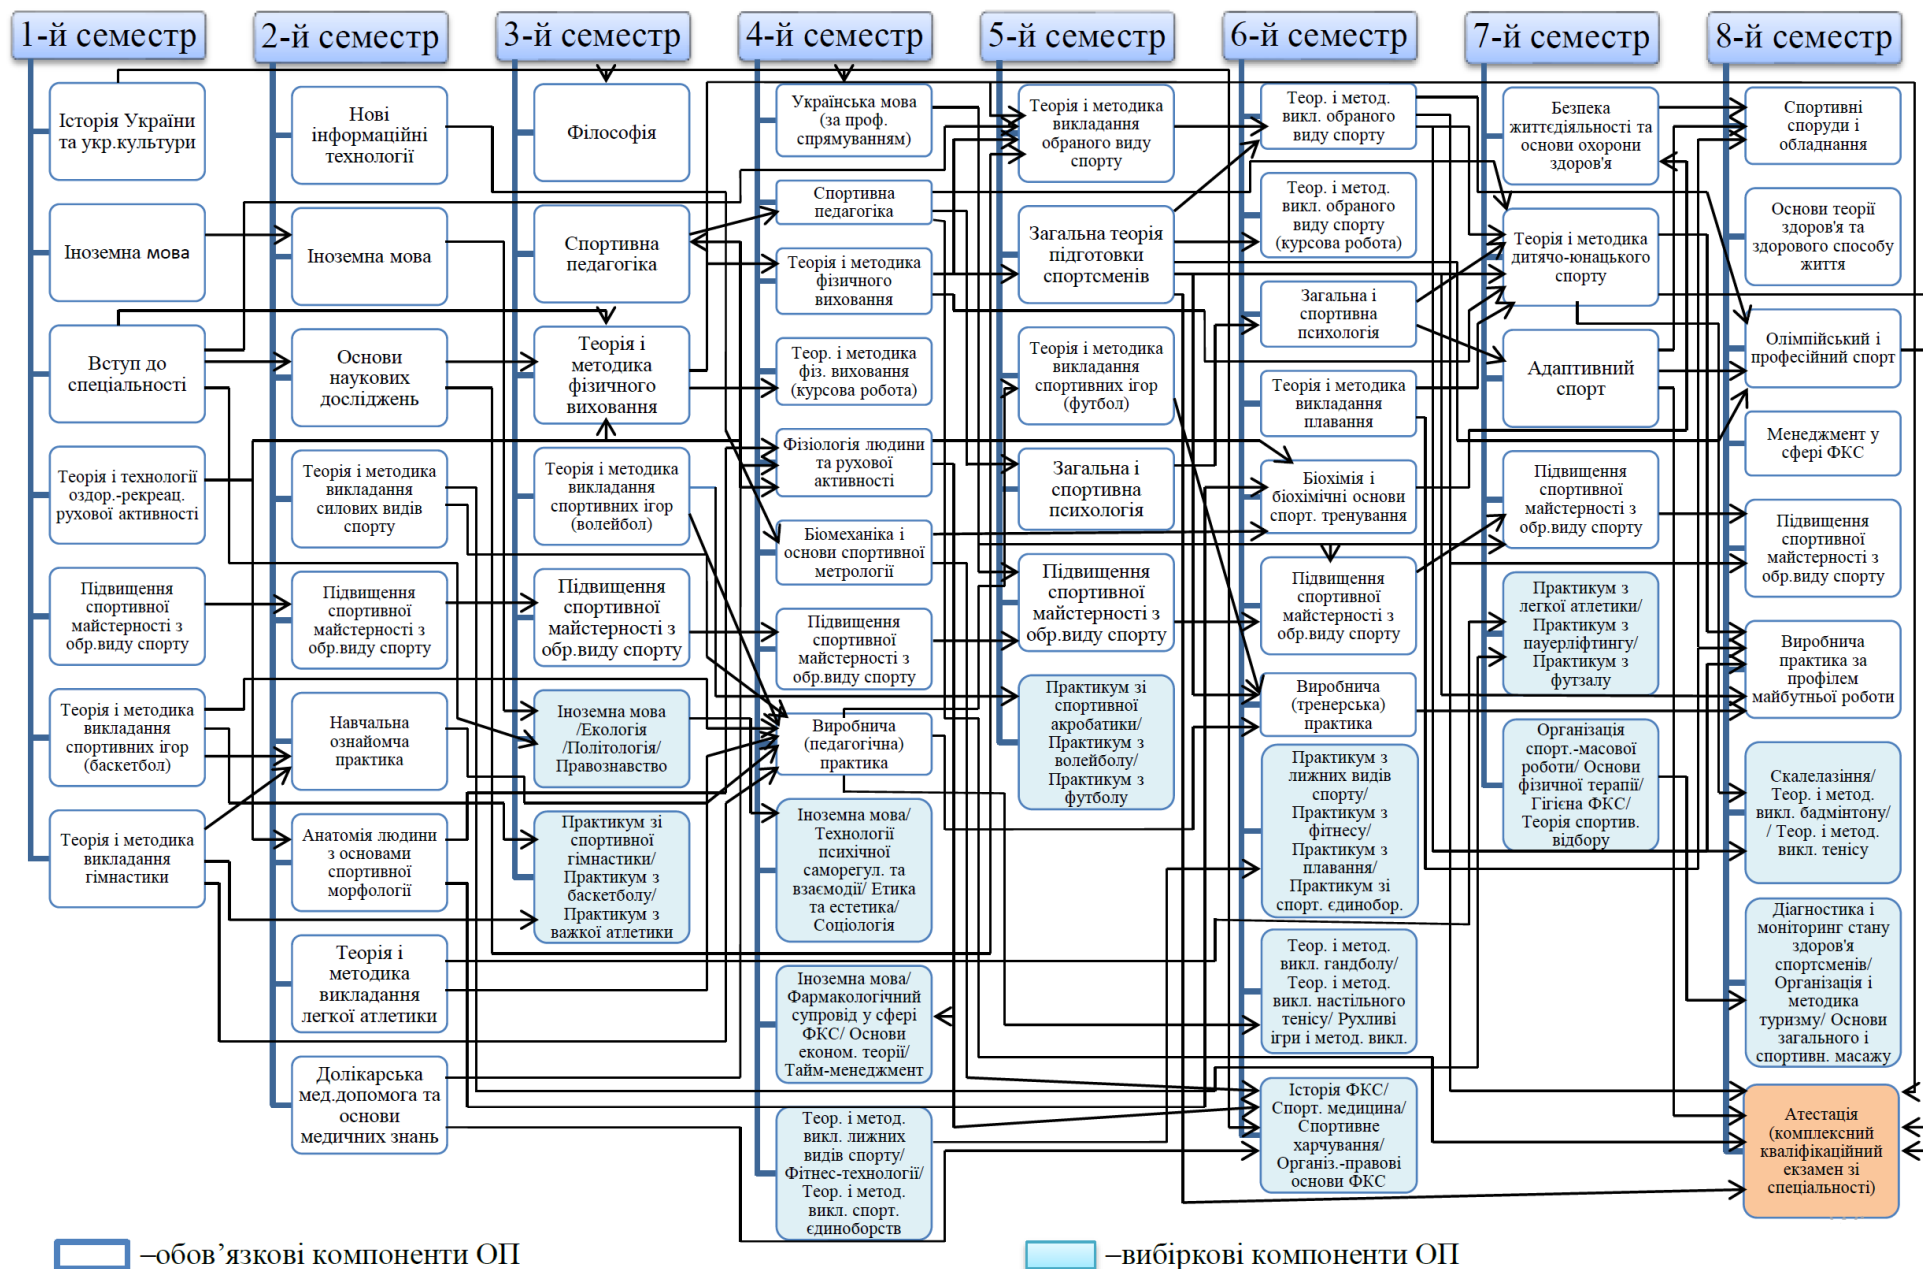 1-й семестр
Історія України
та укр.культури
Іноземна мова
Вступ до
спеціальності
Теорія і технології
оздор.-рекреац.
рухової активності
Підвищення
спортивної
майстерності з
обр.виду спорту
Теорія і методика
викладання
спортивних ігор
(баскетбол)
Теорія і методика
викладання
гімнастики
2-й семестр
Нові
інформаційні
технології
Іноземна мова
Основи
наукових
досліджень
Теорія і методика
викладання
силових видів
спорту
Підвищення
спортивної
майстерності з
обр.виду спорту
Навчальна
ознайомча
практика
Анатомія людини
з основами
спортивної
морфології
Теорія і
методика
викладання
легкої атлетики
Долікарська
мед.допомога та
основи
медичних знань
3-й семестр
Філософія
Спортивна
педагогіка
Теорія і
методика
фізичного
виховання
Теорія і методика
викладання
спортивних ігор
(волейбол)
Підвищення
спортивної
майстерності з
обр.виду спорту
Іноземна мова
/Екологія
/Політологія/
Правознавство
Практикум зі
спортивної
гімнастики/
Практикум з
баскетболу/
Практикум з
важкої атлетики
4-й семестр
Українська мова
(за проф.
спрямуванням)
Спортивна
педагогіка
Теорія і методика
фізичного
виховання
Теор. і методика
фіз. виховання
(курсова робота)
Фізіологія людини
та рухової
активності
Біомеханіка і
основи спортивної
метрології
Підвищення
спортивної
майстерності з
обр.виду спорту
Виробнича
(педагогічна)
практика
Іноземна мова/
Технології
психічної
саморегул. та
взаємодії/ Етика
та естетика/
Соціологія
Іноземна мова/
Фармакологічний
супровід у сфері
ФКС/ Основи
економ. теорії/
Тайм-менеджмент
Теор. і метод.
викл. лижних
видів спорту/
Фітнес-технології/
Теор. і метод.
викл. спорт.
єдиноборств
5-й семестр
Теорія і методика
викладання
обраного виду
спорту
Загальна теорія
підготовки
спортсменів
Теорія і методика
викладання
спортивних ігор
(футбол)
Загальна і
спортивна
психологія
Підвищення
спортивної
майстерності з
обр.виду спорту
Практикум зі
спортивної
акробатики/
Практикум з
волейболу/
Практикум з
футболу
6-й семестр
Теор. і метод.
викл. обраного
виду спорту
Теор. і метод.
викл. обраного
виду спорту
(курсова робота)
Загальна і
спортивна
психологія
Теорія і методика
викладання
плавання
Біохімія і
біохімічні основи
спорт. тренування
Підвищення
спортивної
майстерності з
обр.виду спорту
Виробнича
(тренерська)
практика
Практикум з
лижних видів
спорту/
Практикум з
фітнесу/
Практикум з
плавання/
Практикум зі
спорт. єдинобор.
Теор. і метод.
викл. гандболу/
Теор. і метод.
викл. настільного
тенісу/ Рухливі
ігри і метод. викл.
Історія ФКС/
Спорт. медицина/
Спортивне
харчування/
Організ.-правові
основи ФКС
7-й семестр
Безпека
життєдіяльності та
основи охорони
здоров'я
Теорія і методика
дитячо-юнацького
спорту
Адаптивний
спорт
Підвищення
спортивної
майстерності з
обр.виду спорту
Практикум з
легкої атлетики/
Практикум з
пауерліфтингу/
Практикум з
футзалу
Організація
спорт.-масової
роботи/ Основи
фізичної терапії/
Гігієна ФКС/
Теорія спортив.
відбору
8-й семестр
Спортивні
споруди і
обладнання
Основи теорії
здоров'я та
здорового способу
життя
Олімпійський і
професійний спорт
Менеджмент у
сфері ФКС
Підвищення
спортивної
майстерності з
обр.виду спорту
Виробнича
практика за
профілем
майбутньої роботи
Скалелазіння/
Теор. і метод.
викл. бадмінтону/
/ Теор. і метод.
викл. тенісу
Діагностика і
моніторинг стану
здоров'я
спортсменів/
Організація і
методика
туризму/ Основи
загального і
спортивн. масажу
Атестація
(комплексний
кваліфікаційний
екзамен зі
спеціальності)
–обов’язкові компоненти ОП
–вибіркові компоненти ОП